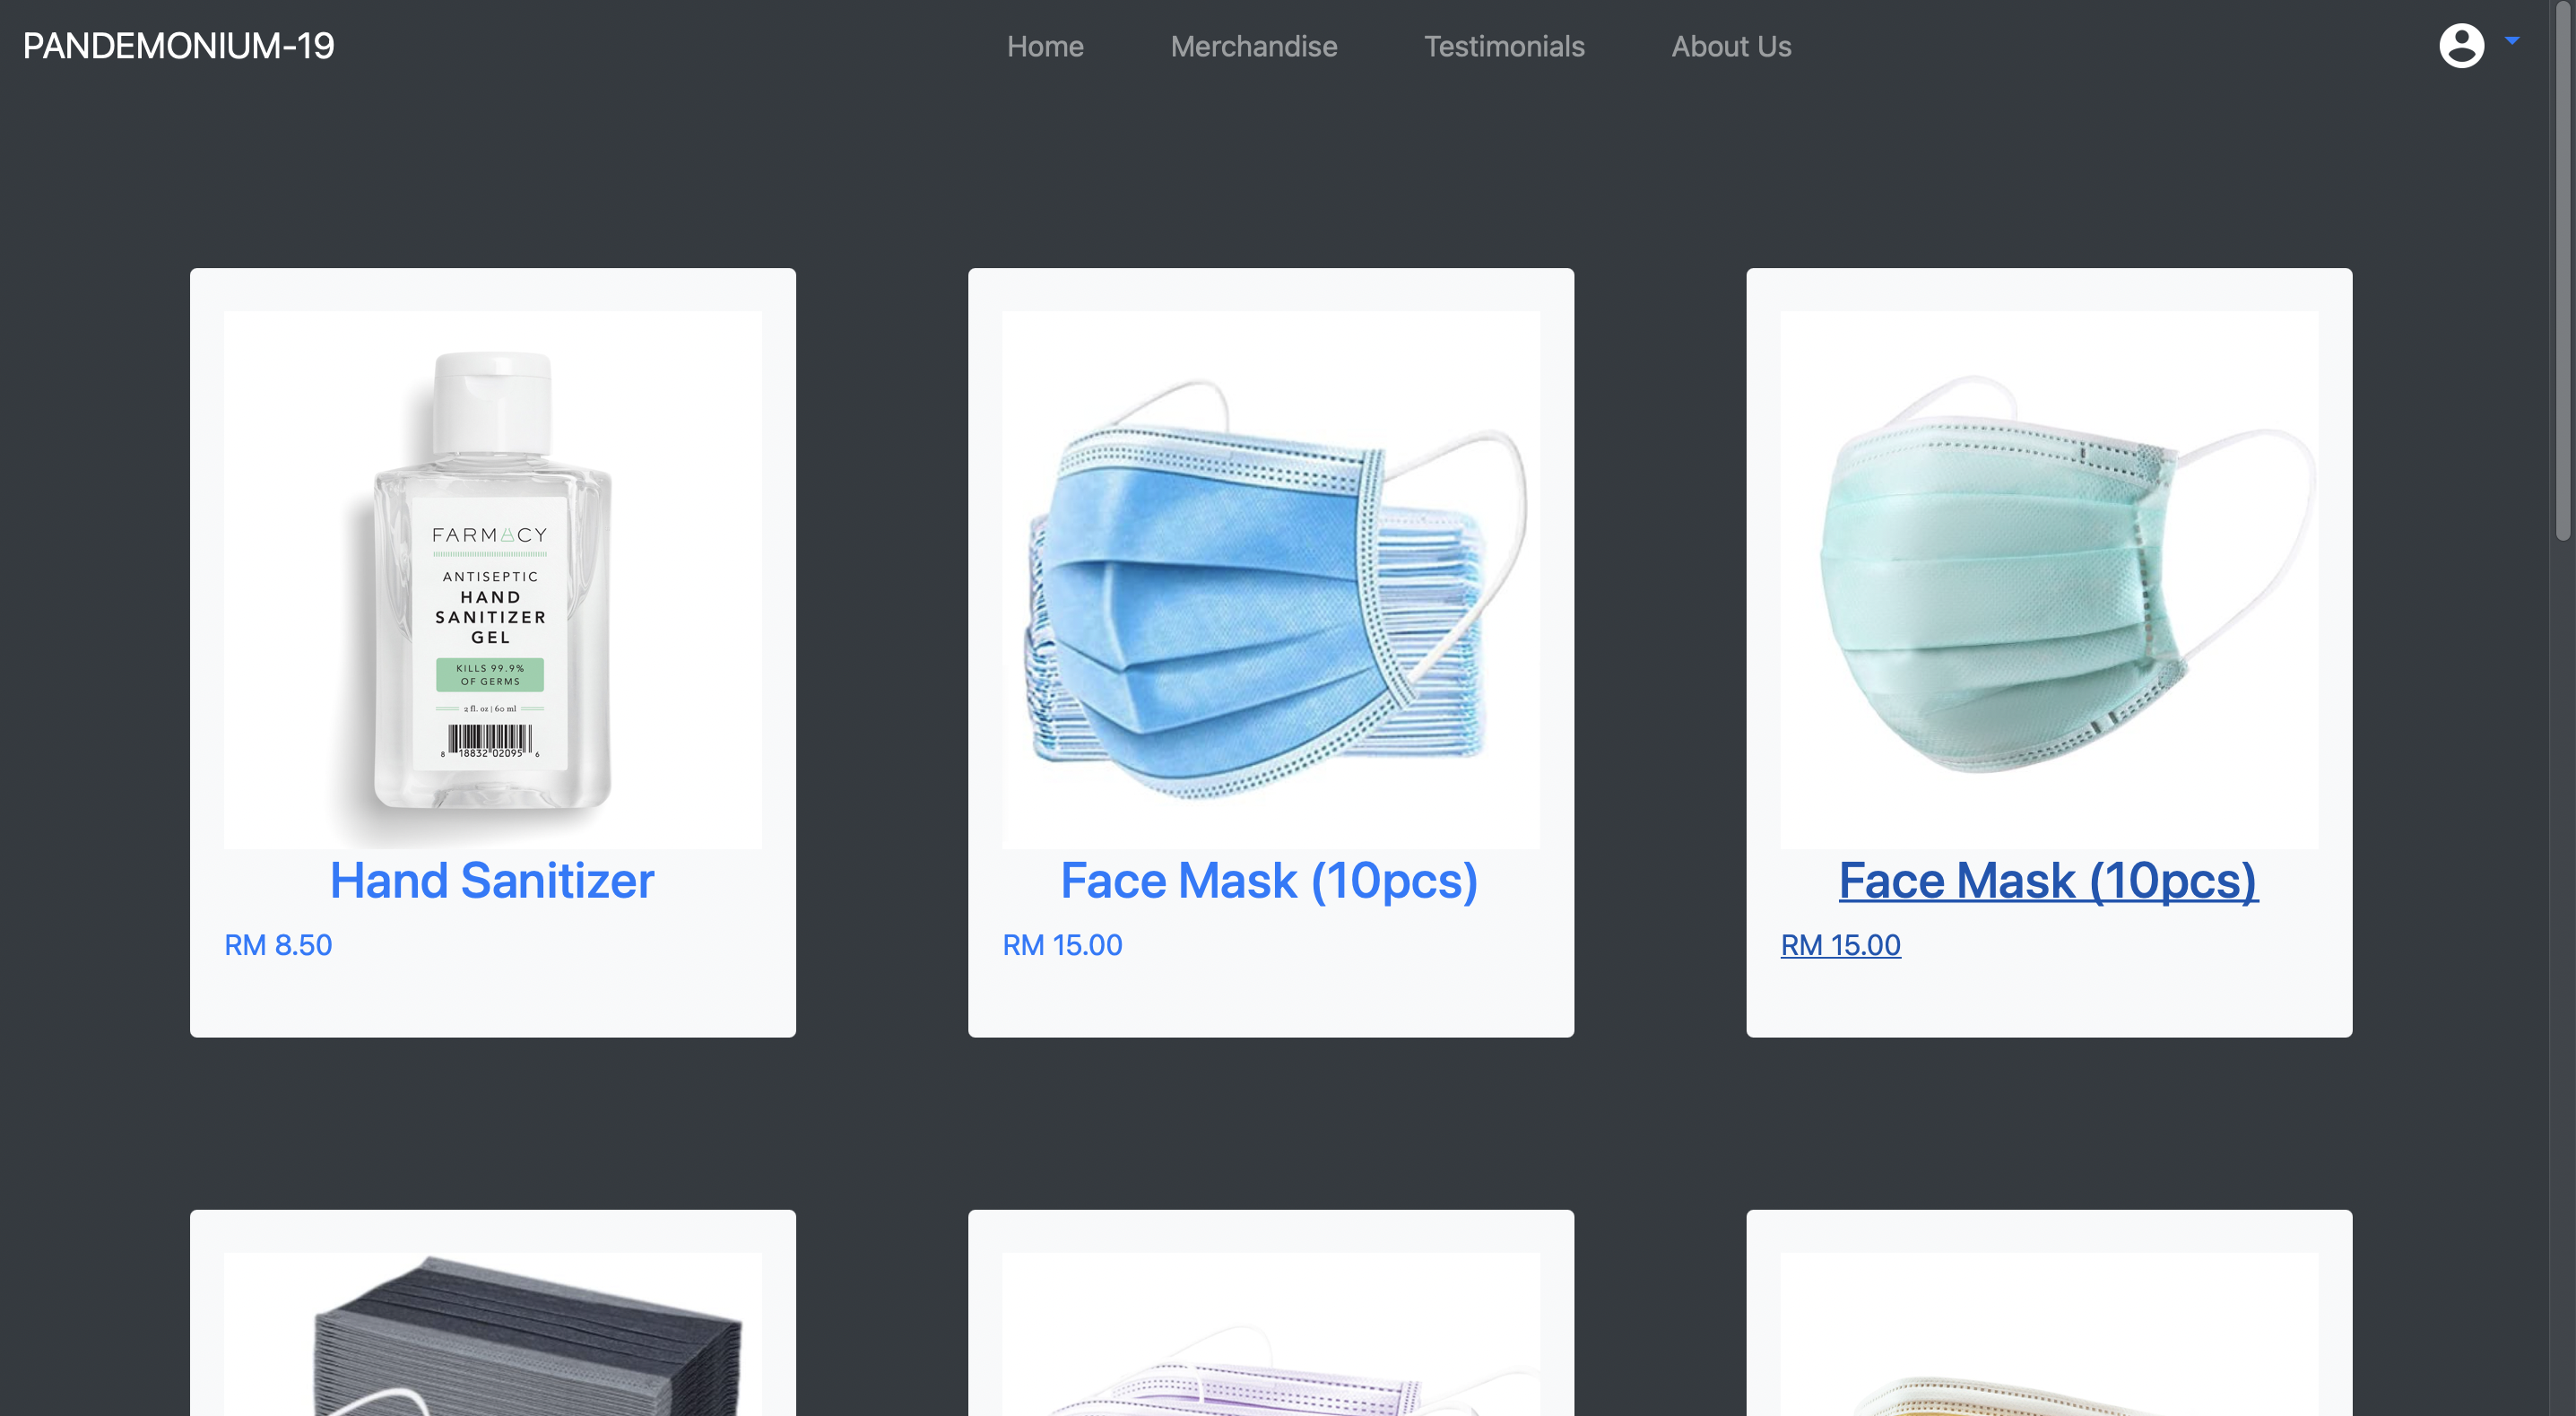 PANDEMONIUM-19
Home
Merchandise
Testimonials
About Us
FARMACY
ANTISEPTIC
HAND
SANITIZER
GEL
KILLS 99.9%
OF GERMS
2 fl. oz | 60 ml
8 18832 02095 6
Hand Sanitizer
RM 8.50
Face Mask (10pcs)
RM 15.00
Face Mask (10pcs)
RM 15.00